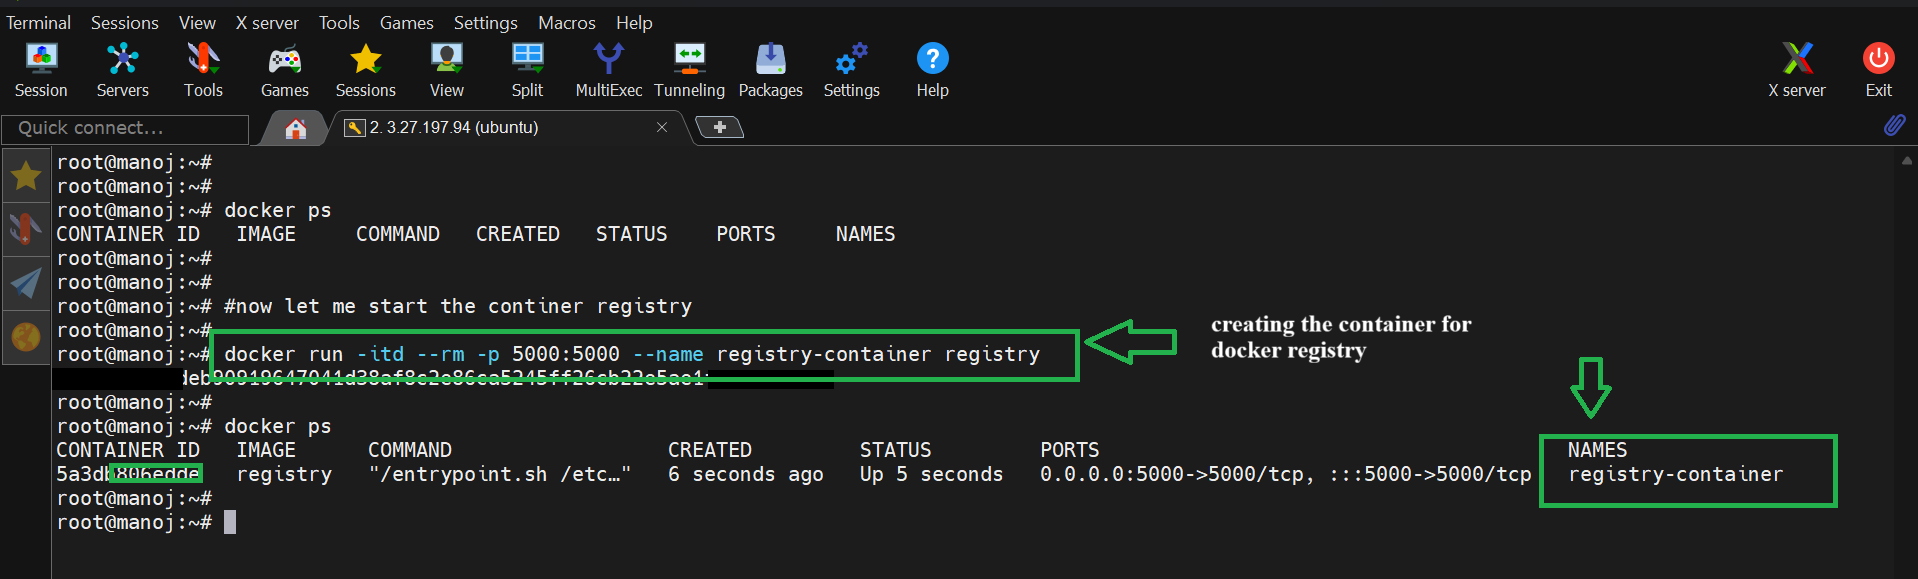 Terminal Sessions View X server Tools Games Settings Macros Help
Session Servers Tools Games Sessions View Split MultiExec Tunneling Packages Settings Help X server Exit
Quick connect...
2. 3.27.197.94 (ubuntu)
root@manoj:~#
root@manoj:~#
root@manoj:~# docker ps
CONTAINER ID IMAGE COMMAND CREATED STATUS PORTS NAMES
root@manoj:~#
root@manoj:~#
root@manoj:~# #now let me start the continer registry
root@manoj:~#
root@manoj:~# docker run -itd --rm -p 5000:5000 --name registry-container registry
creating the container for
docker registry
root@manoj:~#
root@manoj:~# docker ps
CONTAINER ID IMAGE COMMAND CREATED STATUS PORTS NAMES
5a3db806edde registry "/entrypoint.sh /etc…" 6 seconds ago Up 5 seconds 0.0.0.0:5000->5000/tcp, :::5000->5000/tcp registry-container
root@manoj:~#
root@manoj:~#